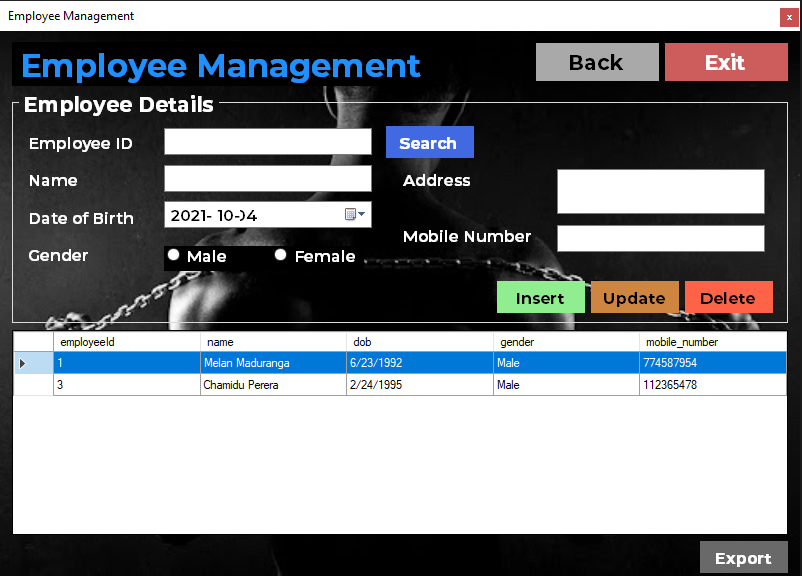 Employee Management
x
Employee Management
Back
Exit
Employee Details
Employee ID
Search
Name
Address
Date of Birth
2021- 10-04
Mobile Number
Gender
Male
Female
Insert
Update
Delete
employeeId name dob gender mobile_number
1 Melan Maduranga 6/23/1992 Male 774587954
3 Chamidu Perera 2/24/1995 Male 112365478
Export